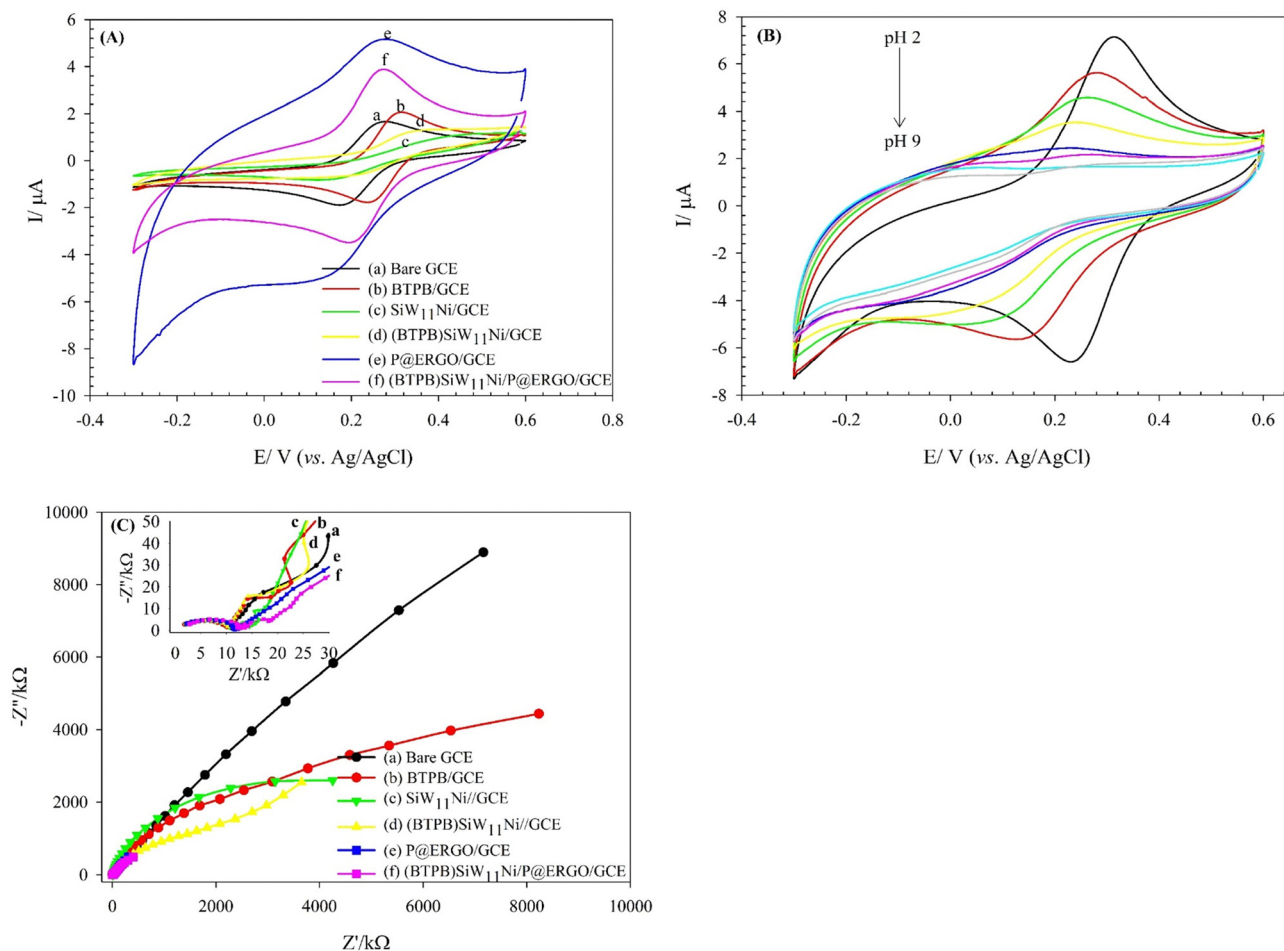 (A)
6
4
2
0
-2
-4
-6
-8
-10
I/ μA
e
f
b
a
d
c
(a) Bare GCE
(b) BTPB/GCE
(c) SiW11Ni/GCE
(d) (BTPB)SiW11Ni/GCE
(e) P@ERGO/GCE
(f) (BTPB)SiW11Ni/P@ERGO/GCE
-0.4 -0.2 0.0 0.2 0.4 0.6
E/ V (vs. Ag/AgCl)
(B)
8
6
4
2
0
-2
-4
-6
-8
I/ μA
pH 2
pH 9
-0.4 -0.2 0.0 0.2 0.4 0.6
E/ V (vs. Ag/AgCl)
(C)
10000
8000
6000
4000
2000
0
-Z"/kΩ
50
40
30
20
10
0
-Z"/kΩ
c b a
d
e
f
0 5 10 15 20 25 30
Z'/kΩ
(a) Bare GCE
(b) BTPB/GCE
(c) SiW11Ni//GCE
(d) (BTPB)SiW11Ni//GCE
(e) P@ERGO/GCE
(f) (BTPB)SiW11Ni/P@ERGO/GCE
0 2000 4000 6000 8000 10000
Z'/kΩ